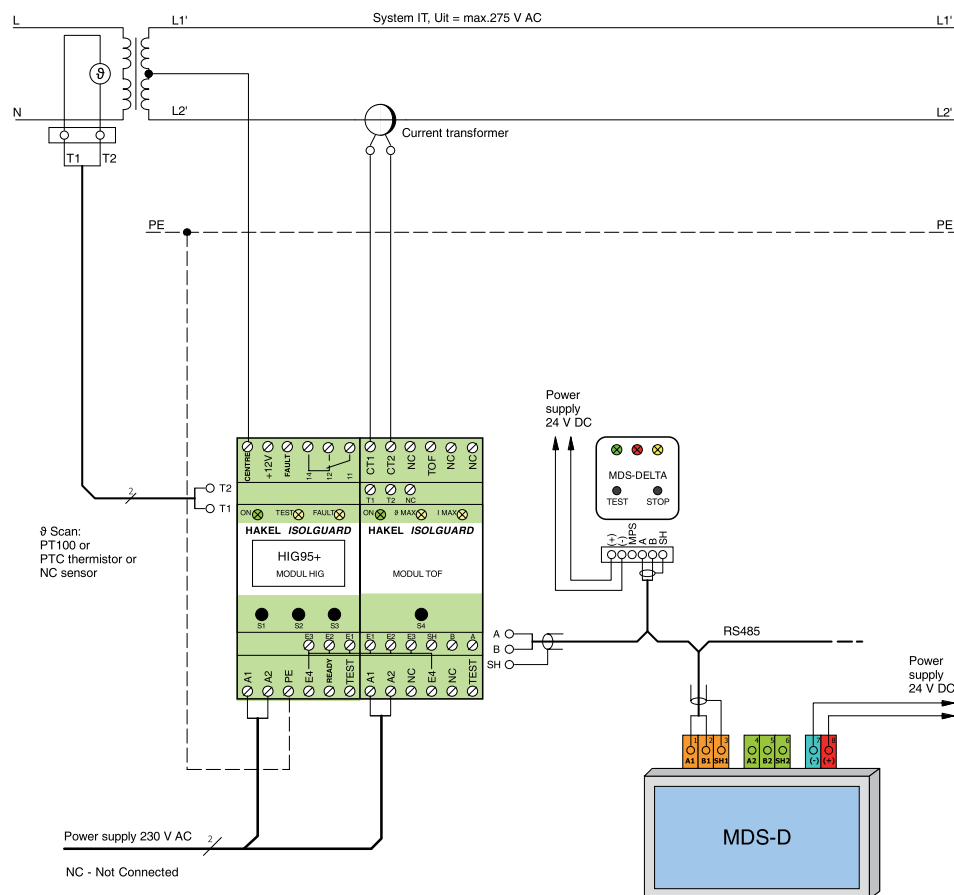 L
L1'
System IT, Uit = max.275 V AC
L1'
ϑ
N
L2'
Current transformer
L2'
T1
T2
PE
PE
Power
supply
24 V DC
CENTRE
+12V
FAULT
14
12
11
CT1
CT2
NC
TOF
NC
NC
MDS-DELTA
TEST
STOP
2
T2
T1
T1
T2
NC
ON
TEST
FAULT
ON
ϑ MAX
I MAX
(+)
(-)
MPS
A
B
SH
HAKEL ISOLGUARD
HAKEL ISOLGUARD
ϑ Scan:
PT100 or
PTC thermistor or
NC sensor
HIG95+
MODUL HIG
MODUL TOF
S1
S2
S3
S4
E3
E2
E1
E1
E2
E3
SH
B
A
A
B
SH
RS485
A1
A2
PE
E4
READY
TEST
A1
A2
NC
E4
NC
TEST
Power
supply
24 V DC
1
2
3
4
5
6
7
8
A1
B1
SH1
A2
B2
SH2
(-)
(+)
MDS-D
Power supply 230 V AC
2
NC - Not Connected